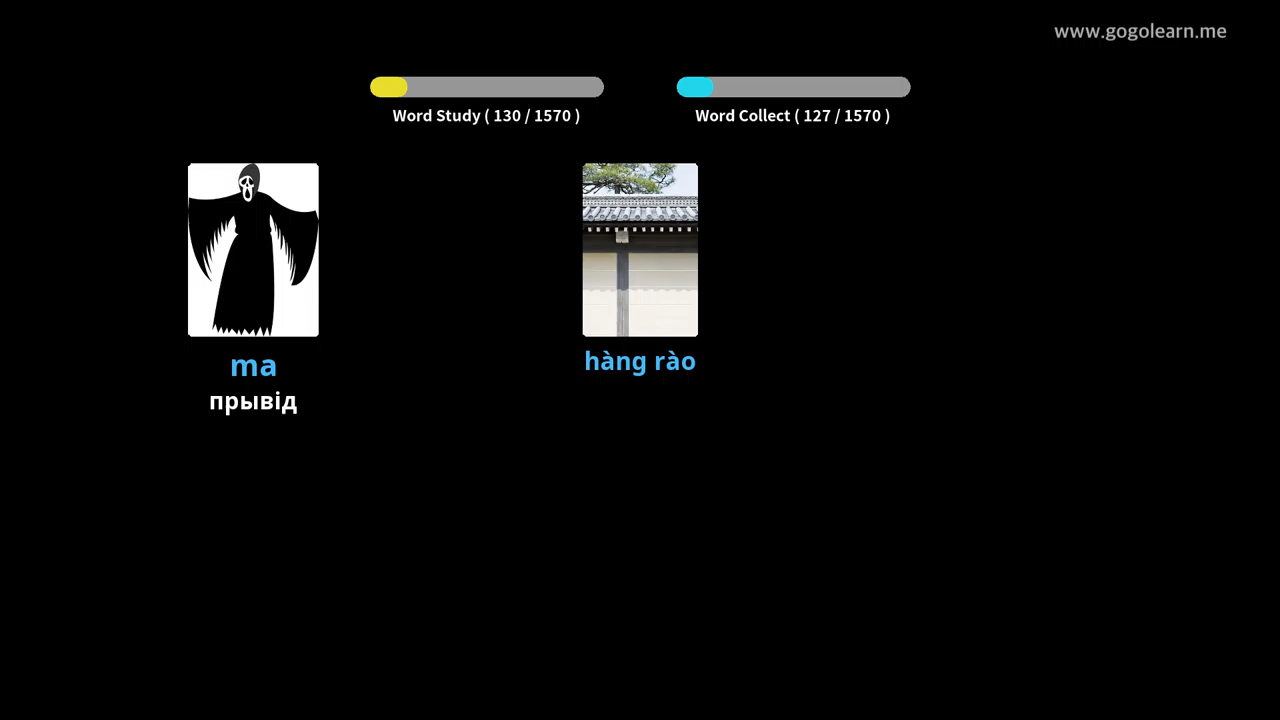 www.gogolearn.me
Word Study ( 130 / 1570 )
Word Collect ( 127 / 1570 )
ma
прывід
hàng rào